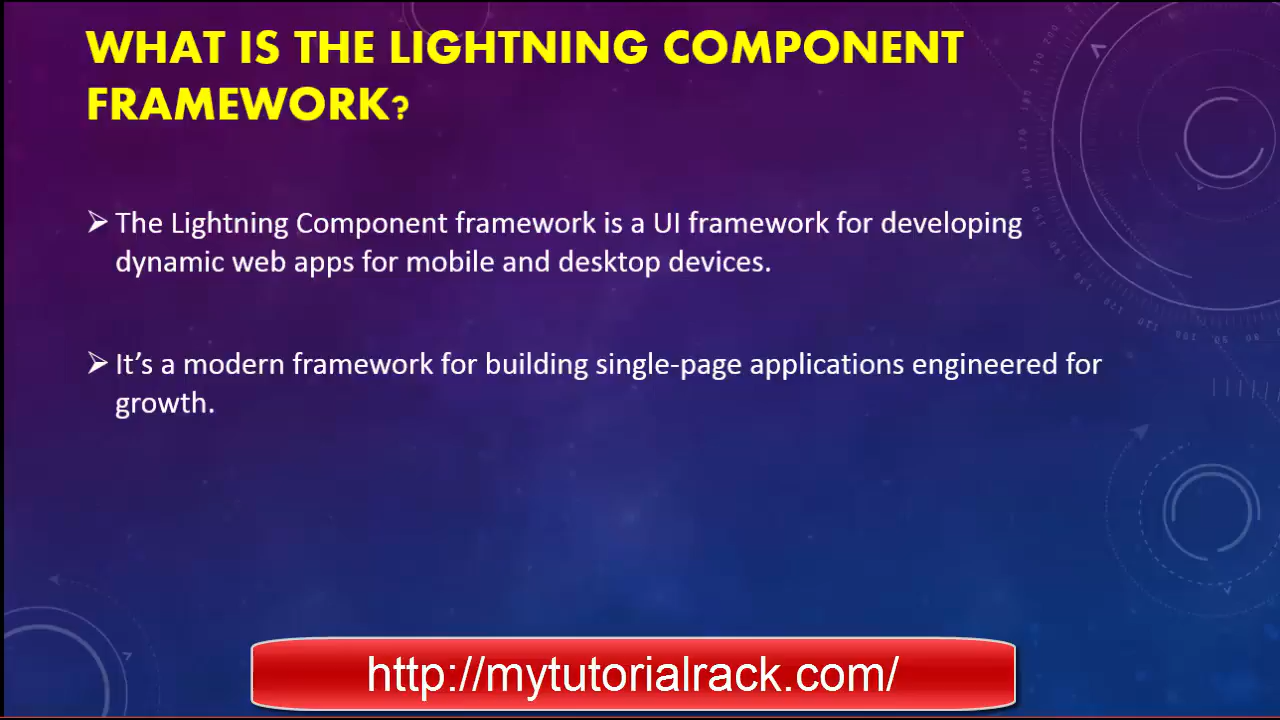 WHAT IS THE LIGHTNING COMPONENT
FRAMEWORK?
➢ The Lightning Component framework is a UI framework for developing
dynamic web apps for mobile and desktop devices.
➢ It’s a modern framework for building single-page applications engineered for
growth.
http://mytutorialrack.com/